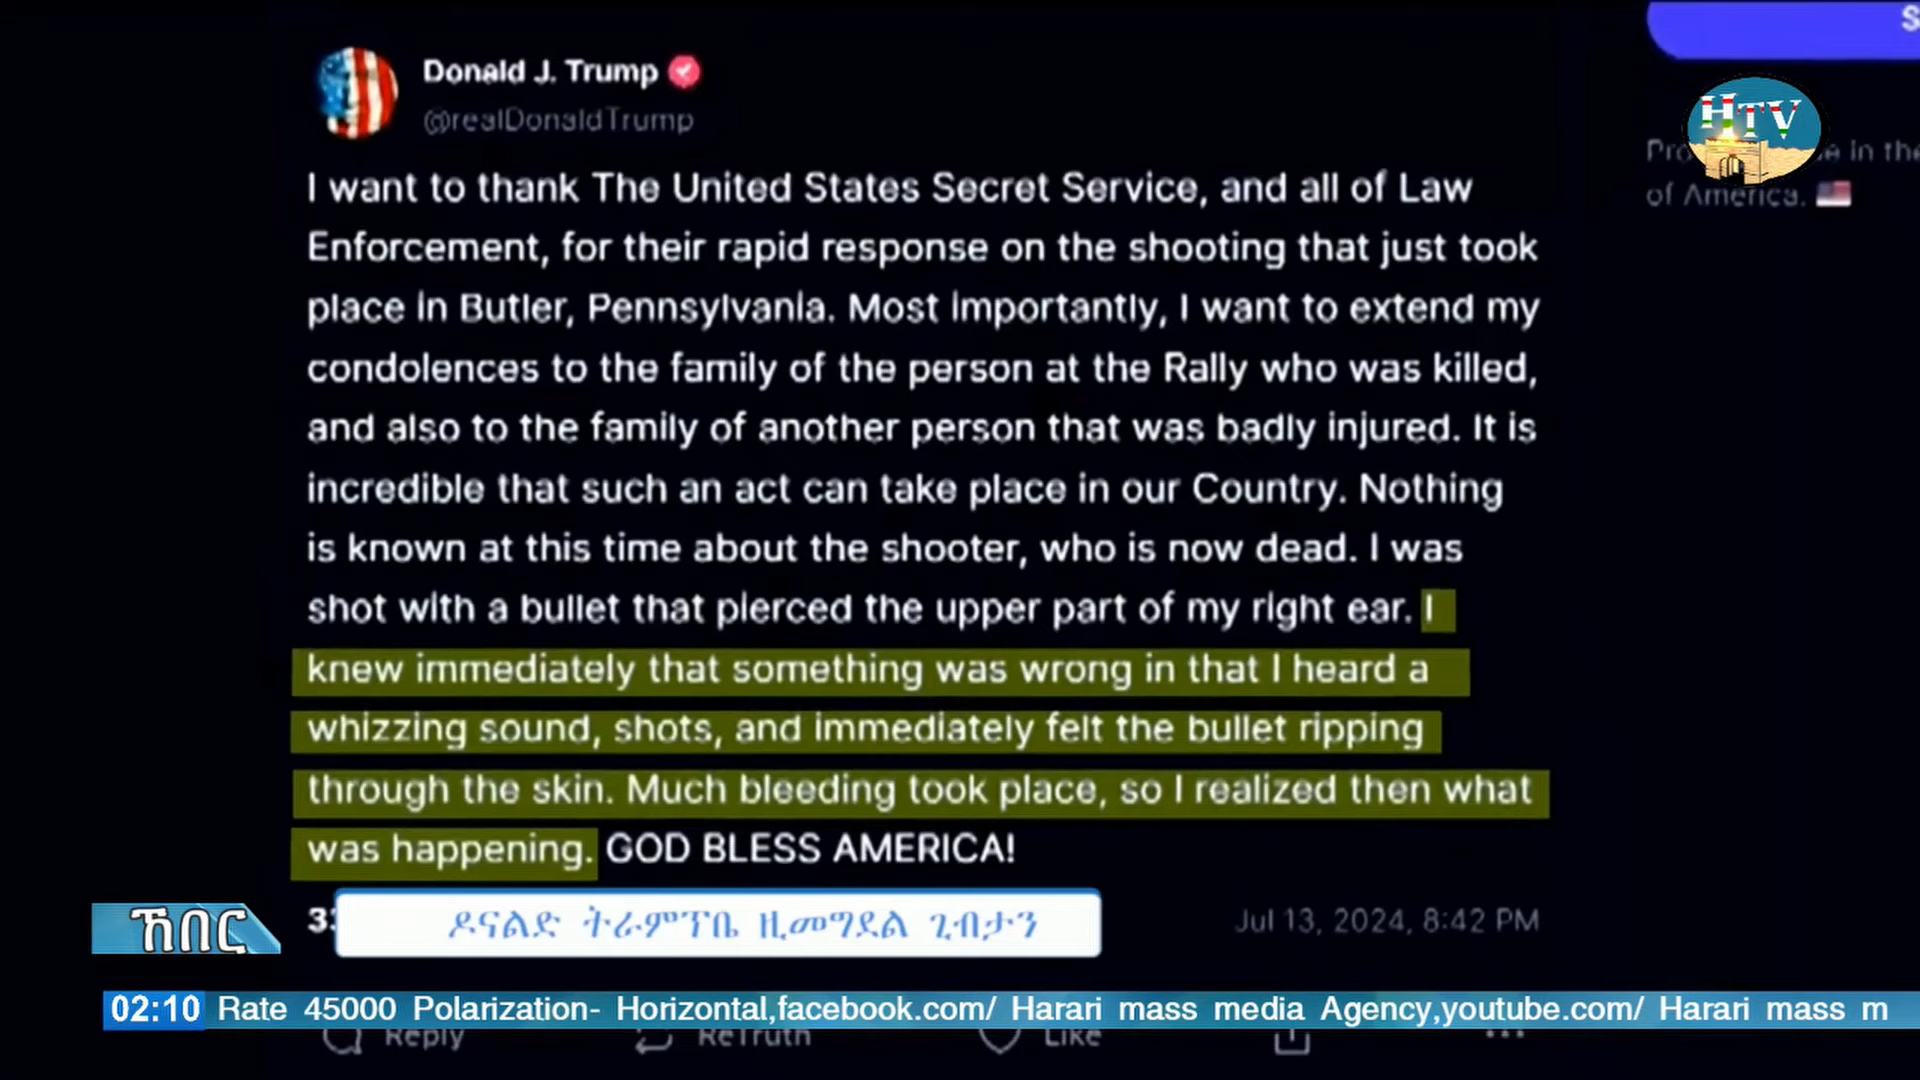 Donald J. Trump
@realDonaldTrump
HTV
I want to thank The United States Secret Service, and all of Law
Enforcement, for their rapid response on the shooting that just took
place in Butler, Pennsylvania. Most importantly, I want to extend my
condolences to the family of the person at the Rally who was killed,
and also to the family of another person that was badly injured. It is
incredible that such an act can take place in our Country. Nothing
is known at this time about the shooter, who is now dead. I was
shot with a bullet that pierced the upper part of my right ear. I
knew immediately that something was wrong in that I heard a
whizzing sound, shots, and immediately felt the bullet ripping
through the skin. Much bleeding took place, so I realized then what
was happening. GOD BLESS AMERICA!
in the
of America.
ኸበር
ዶናልድ ትራምፕቤ ዚመግደል ጊብታን
Jul 13, 2024, 8:42 PM
02:10 Rate 45000 Polarization- Horizontal,facebook.com/ Harari mass media Agency,youtube.com/ Harari mass m
Reply ReTruth Like